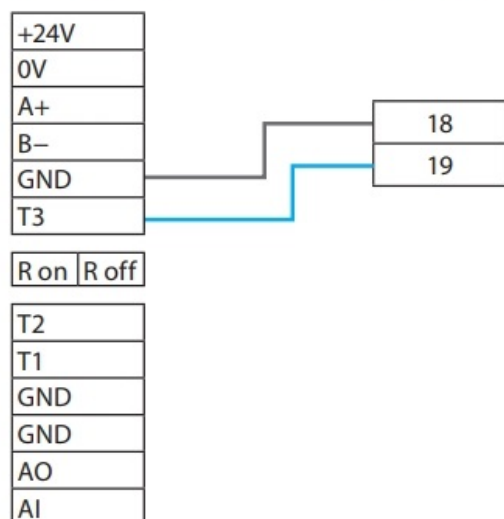 +24V
0V
A+
B−
GND
T3
18
19
R on R off
T2
T1
GND
GND
AO
AI